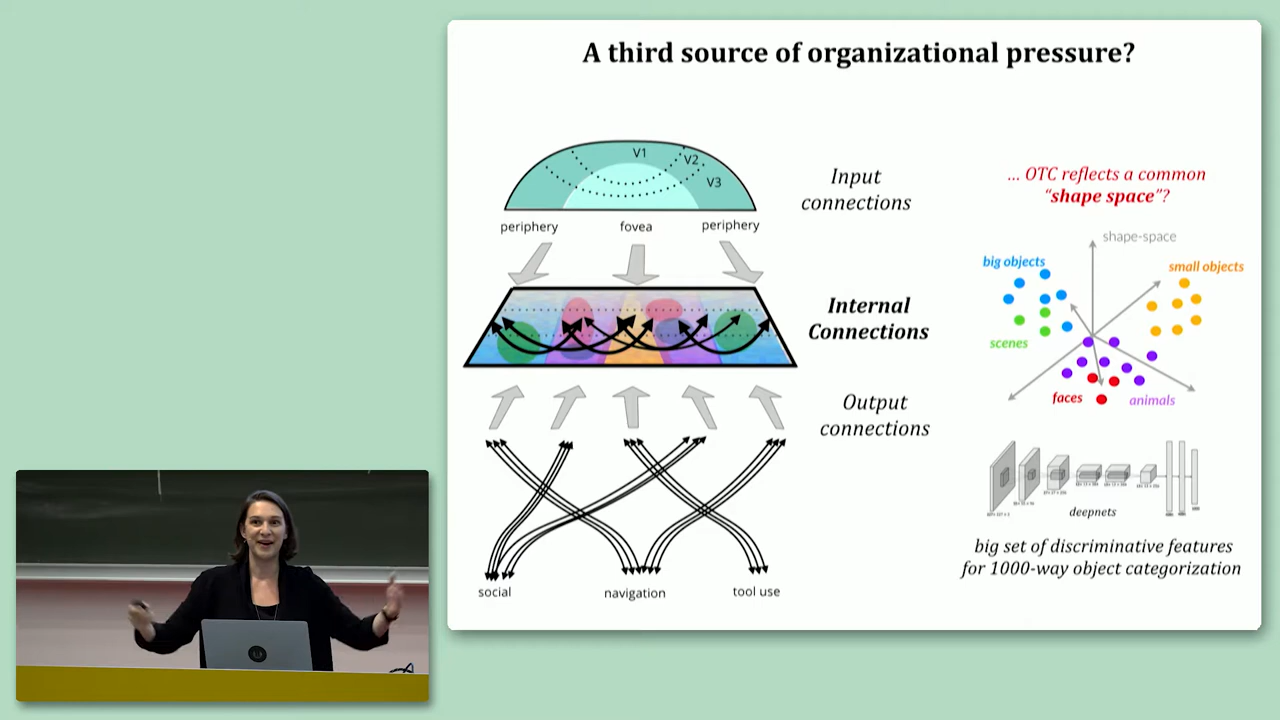 A third source of organizational pressure?
V1
V2
V3
periphery
fovea
periphery
Input
connections
Internal
Connections
Output
connections
social
navigation
tool use
... OTC reflects a common
“shape space”?
shape-space
big objects
small objects
scenes
faces
animals
deepnets
big set of discriminative features
for 1000-way object categorization